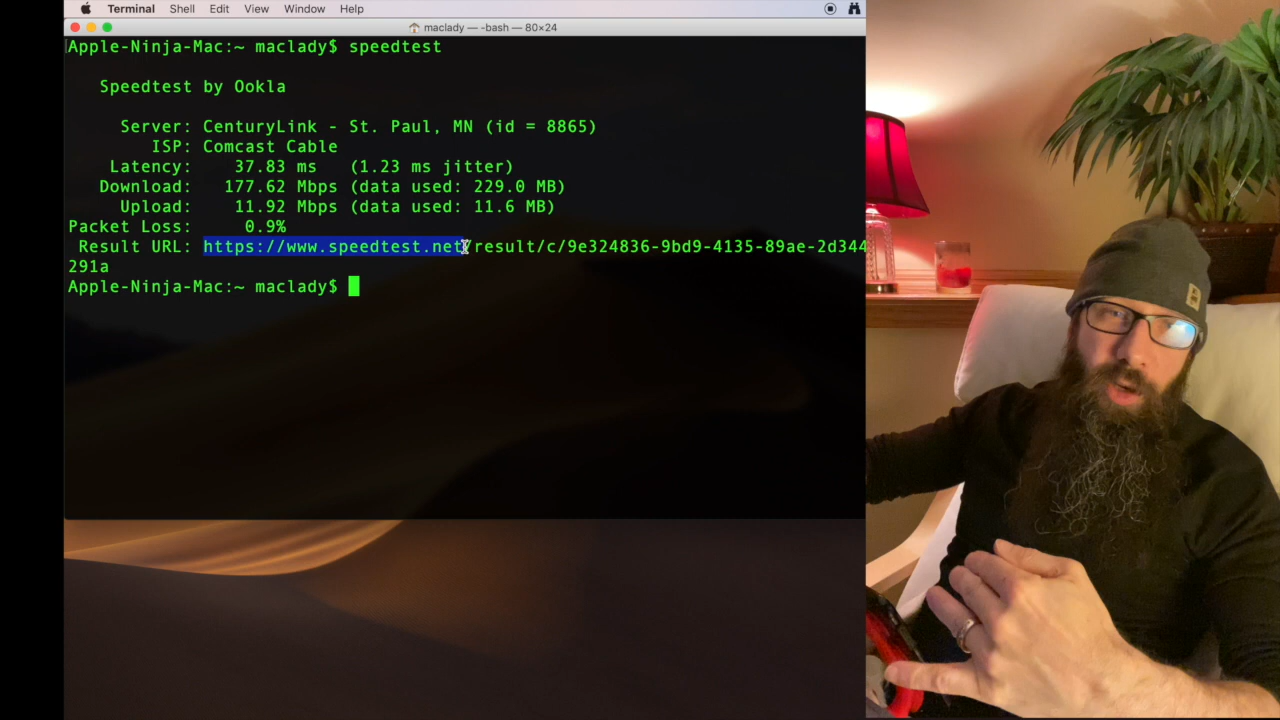 Terminal Shell Edit View Window Help
maclady — -bash — 80×24
Apple-Ninja-Mac:~ maclady$ speedtest
Speedtest by Ookla
Server: CenturyLink - St. Paul, MN (id = 8865)
ISP: Comcast Cable
Latency: 37.83 ms (1.23 ms jitter)
Download: 177.62 Mbps (data used: 229.0 MB)
Upload: 11.92 Mbps (data used: 11.6 MB)
Packet Loss: 0.9%
Result URL: https://www.speedtest.net/result/c/9e324836-9bd9-4135-89ae-2d344
291a
Apple-Ninja-Mac:~ maclady$